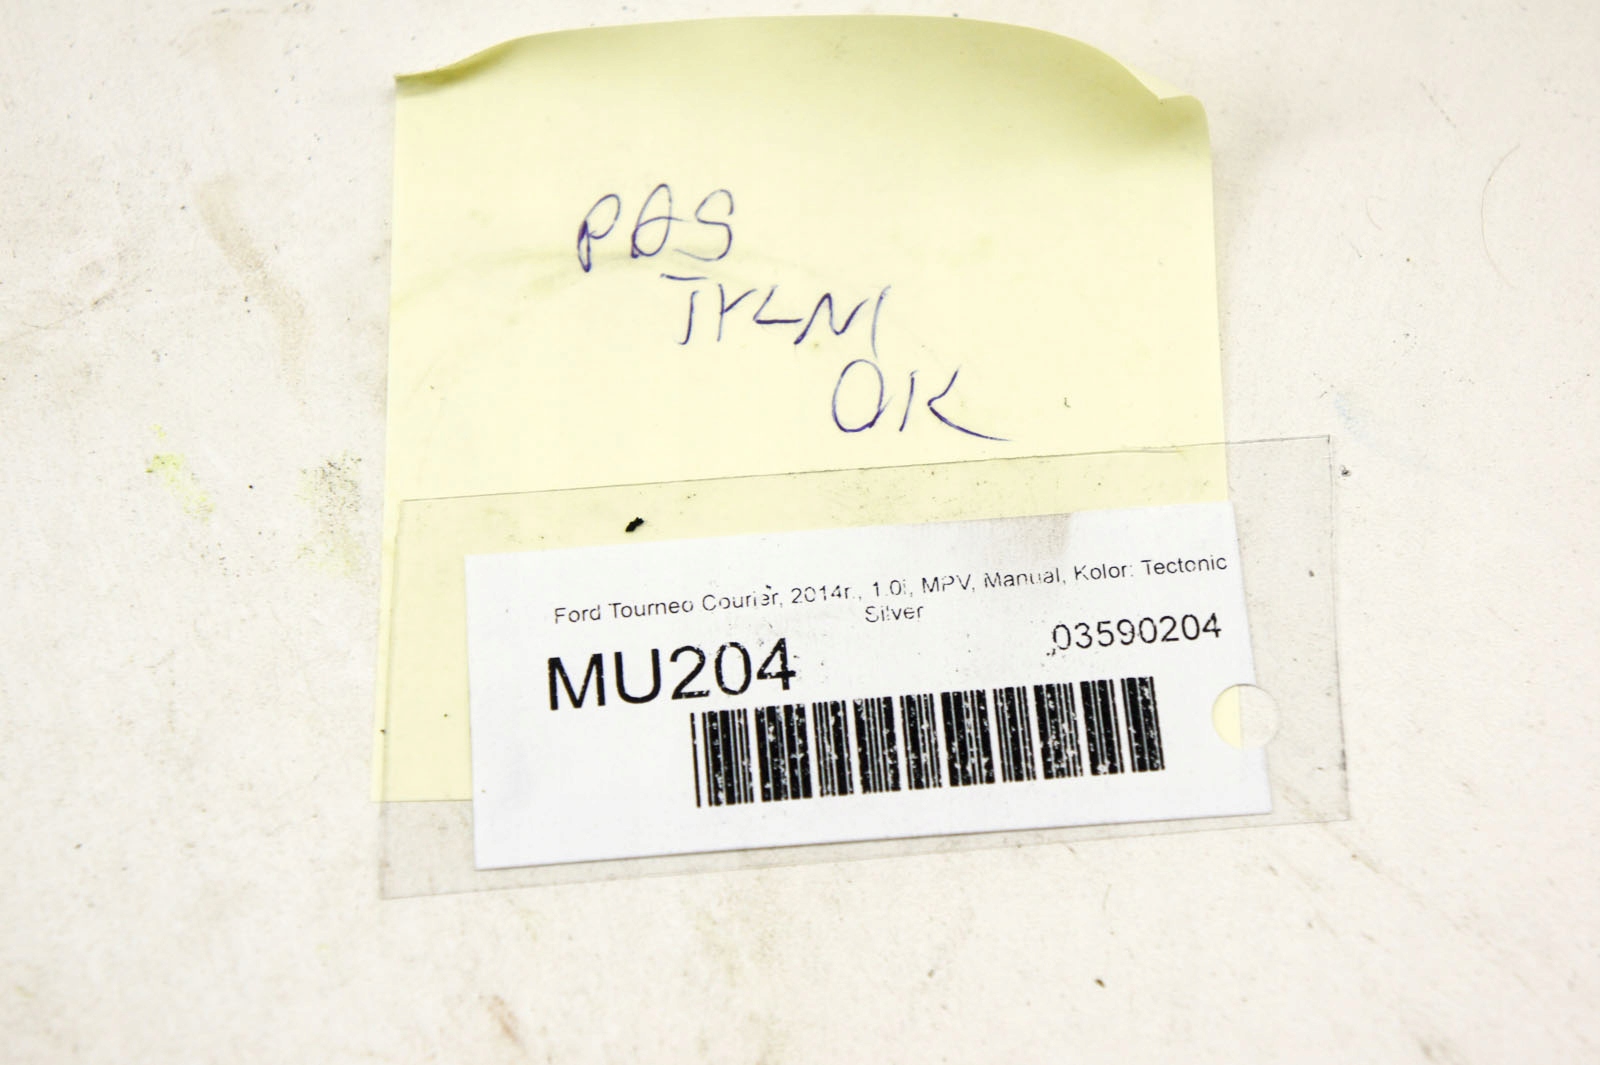 PAS
TYLNI
OK
Ford Tourneo Courier, 2014r., 1.0i, MPV, Manual, Kolor: Tectonic
Silver
MU204
03590204